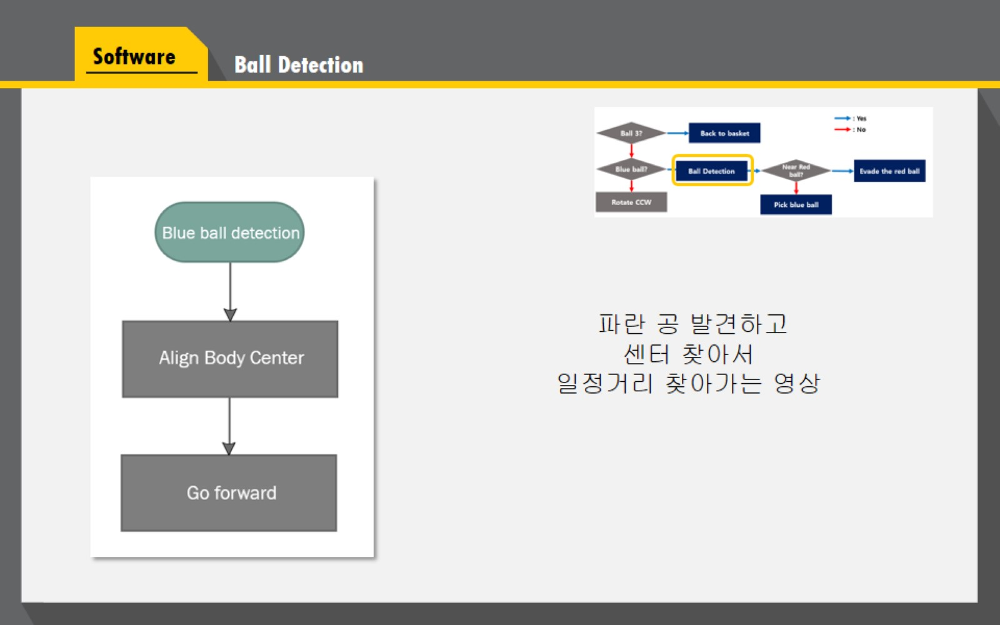 Software
Ball Detection
: Yes
: No
Ball 3?
Back to basket
Blue ball?
Ball Detection
Near Red
ball?
Evade the red ball
Rotate CCW
Pick blue ball
Blue ball detection
Align Body Center
Go forward
파란 공 발견하고
센터 찾아서
일정거리 찾아가는 영상